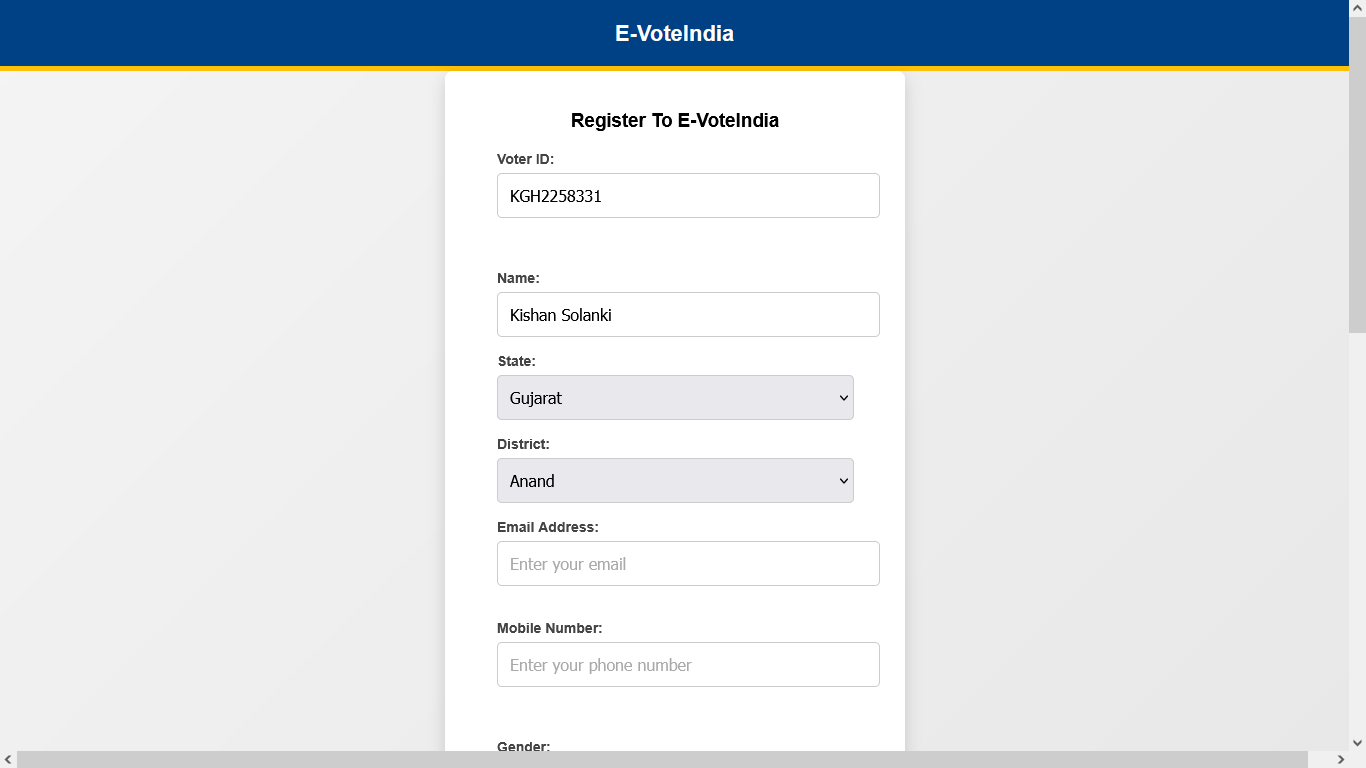 E-VoteIndia
Register To E-VoteIndia
Voter ID:
KGH2258331
Name:
Kishan Solanki
State:
Gujarat
District:
Anand
Email Address:
Enter your email
Mobile Number:
Enter your phone number
Gender: